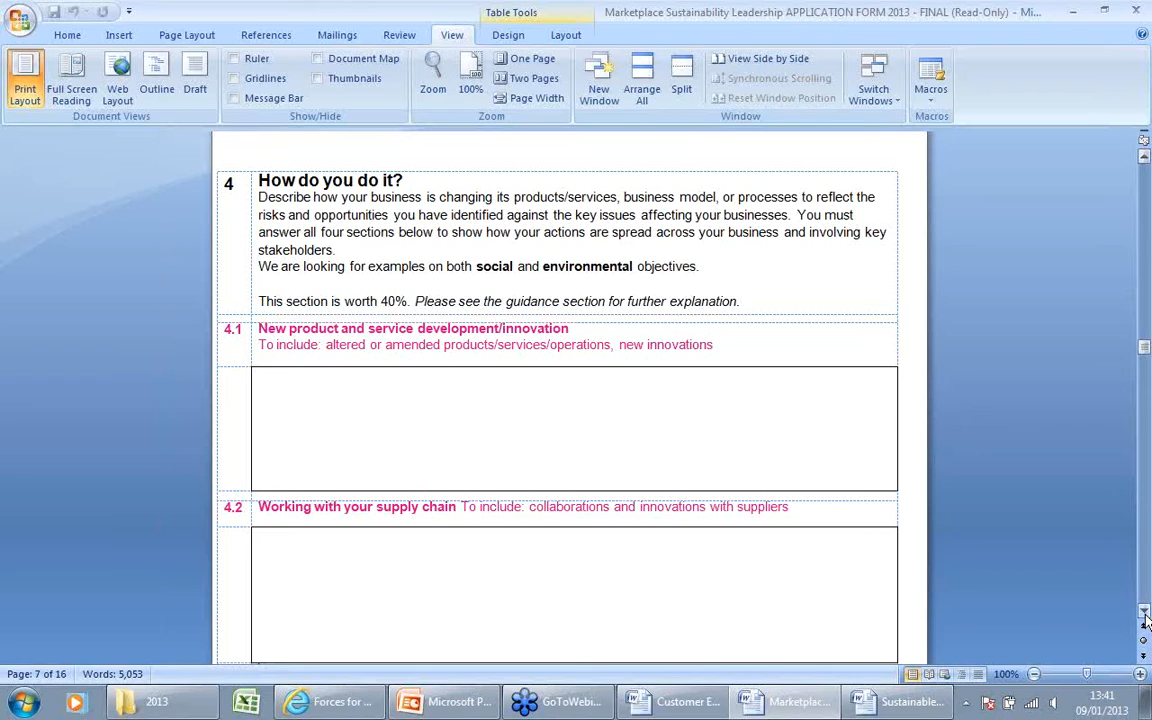 Table Tools
Marketplace Sustainability Leadership APPLICATION FORM 2013 - FINAL (Read-Only) - Mi...
Home Insert Page Layout References Mailings Review View Design Layout
Print Layout
Full Screen Reading
Web Layout
Outline
Draft
Document Views
Ruler
Gridlines
Message Bar
Document Map
Thumbnails
Show/Hide
Zoom
100%
One Page
Two Pages
Page Width
Zoom
New Window
Arrange All
Split
View Side by Side
Synchronous Scrolling
Reset Window Position
Window
Switch Windows
Macros
Macros
4 How do you do it?
Describe how your business is changing its products/services, business model, or processes to reflect the
risks and opportunities you have identified against the key issues affecting your businesses. You must
answer all four sections below to show how your actions are spread across your business and involving key
stakeholders.
We are looking for examples on both social and environmental objectives.
This section is worth 40%. Please see the guidance section for further explanation.
4.1 New product and service development/innovation
To include: altered or amended products/services/operations, new innovations
4.2 Working with your supply chain To include: collaborations and innovations with suppliers
Page: 7 of 16 Words: 5,053 100%
2013 Forces for ... Microsoft P... GoToWebi... Customer E... Marketplac... Sustainable...
13:41
09/01/2013